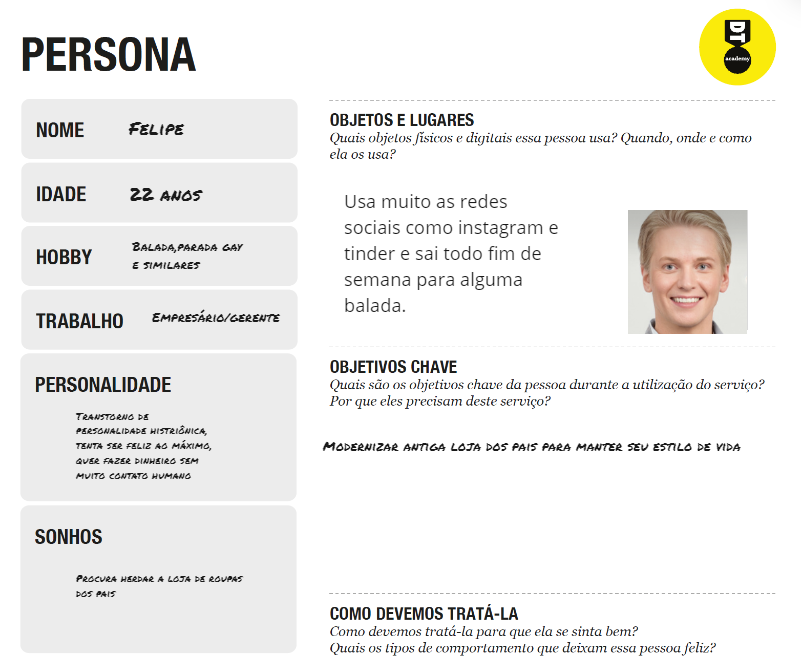 PERSONA
DT
academy
NOME
Felipe
IDADE
22 anos
HOBBY
Balada,parada gay
e similares
TRABALHO
Empresário/gerente
PERSONALIDADE
Transtorno de
personalidade histriônica,
tenta ser feliz ao máximo,
quer fazer dinheiro sem
muito contato humano
SONHOS
Procura herdar a loja de roupas
dos pais
OBJETOS E LUGARES
Quais objetos físicos e digitais essa pessoa usa? Quando, onde e como
ela os usa?
Usa muito as redes
sociais como instagram e
tinder e sai todo fim de
semana para alguma
balada.
OBJETIVOS CHAVE
Quais são os objetivos chave da pessoa durante a utilização do serviço?
Por que eles precisam deste serviço?
Modernizar antiga loja dos pais para manter seu estilo de vida
COMO DEVEMOS TRATÁ-LA
Como devemos tratá-la para que ela se sinta bem?
Quais os tipos de comportamento que deixam essa pessoa feliz?